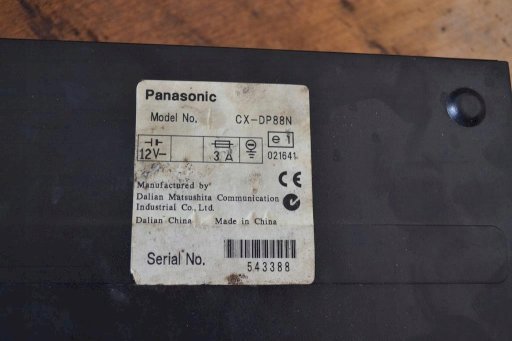 Panasonic
Model No. CX-DP88N
12V⎓ 3 A e1 021641
Manufactured by
Dalian Matsushita Communication
Industrial Co., Ltd.
Dalian China Made in China
CE
Serial No. 543388